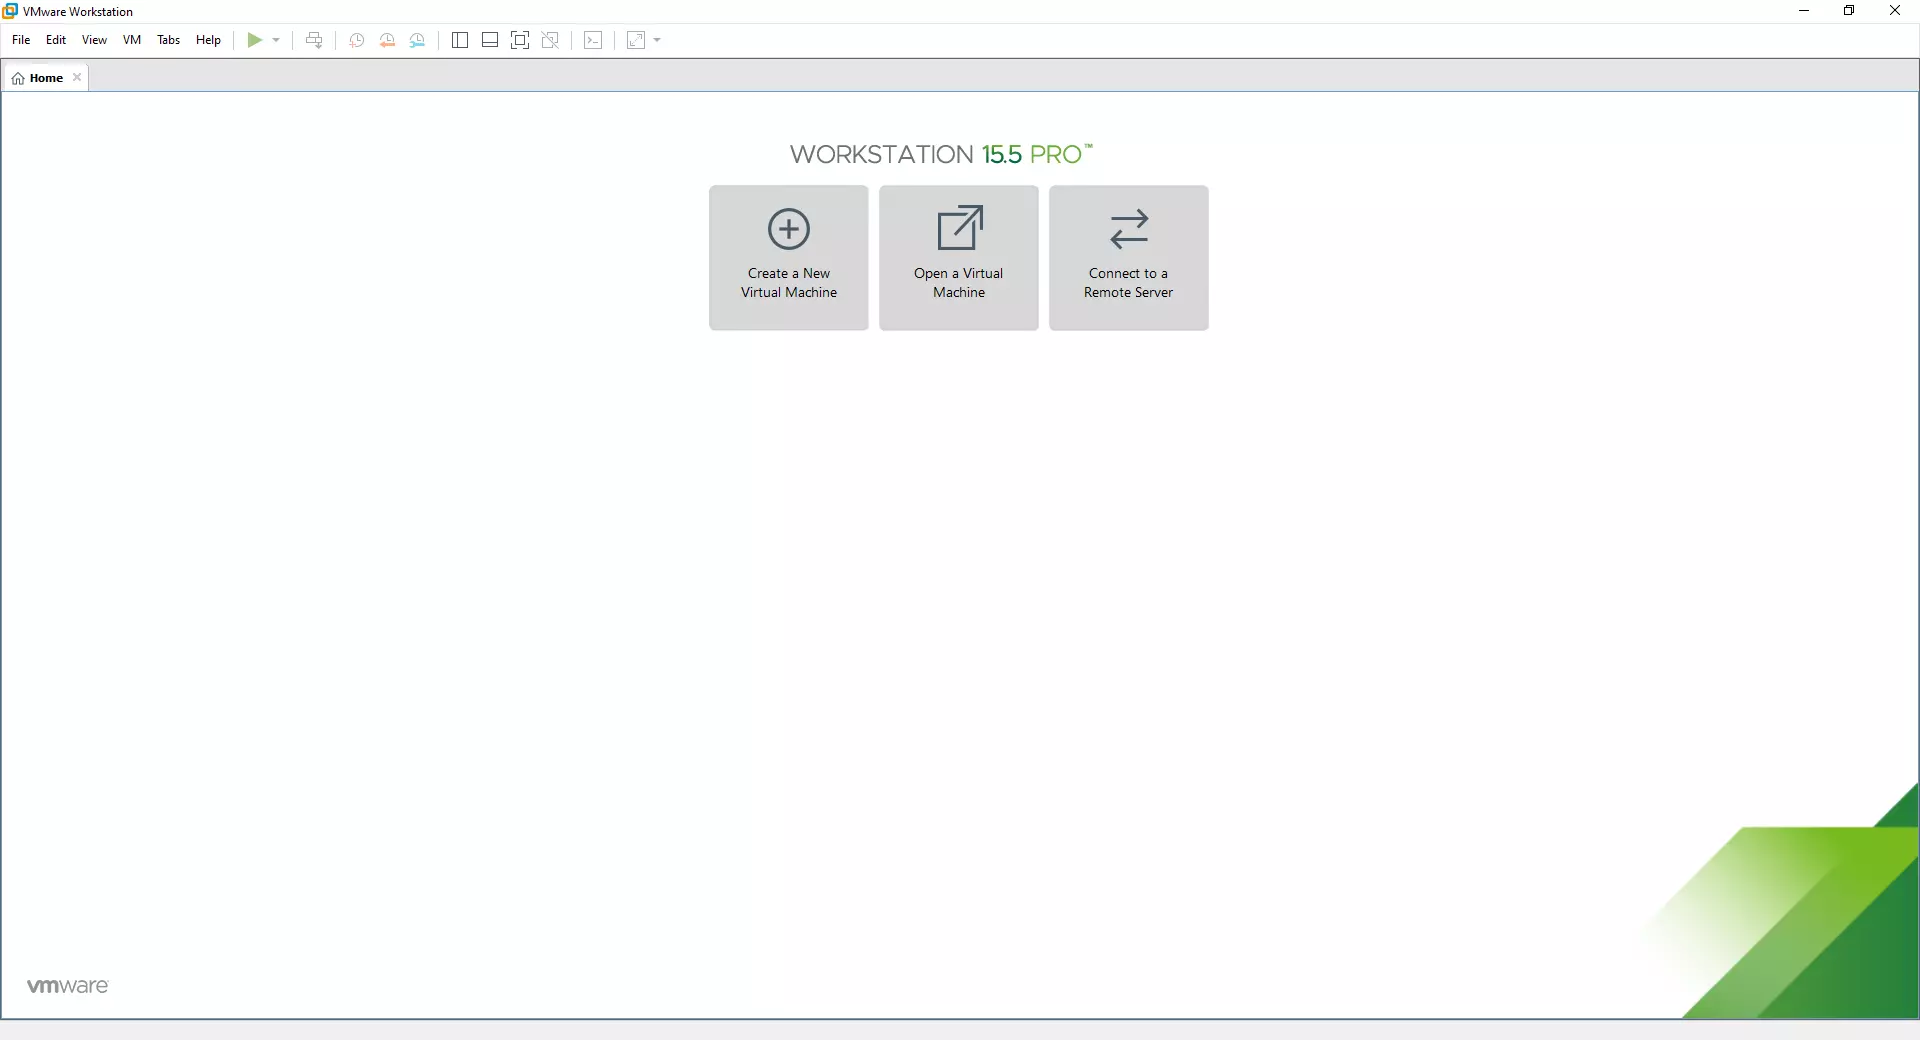 VMware Workstation
File Edit View VM Tabs Help
Home
WORKSTATION 15.5 PRO™
Create a New
Virtual Machine
Open a Virtual
Machine
Connect to a
Remote Server
vmware